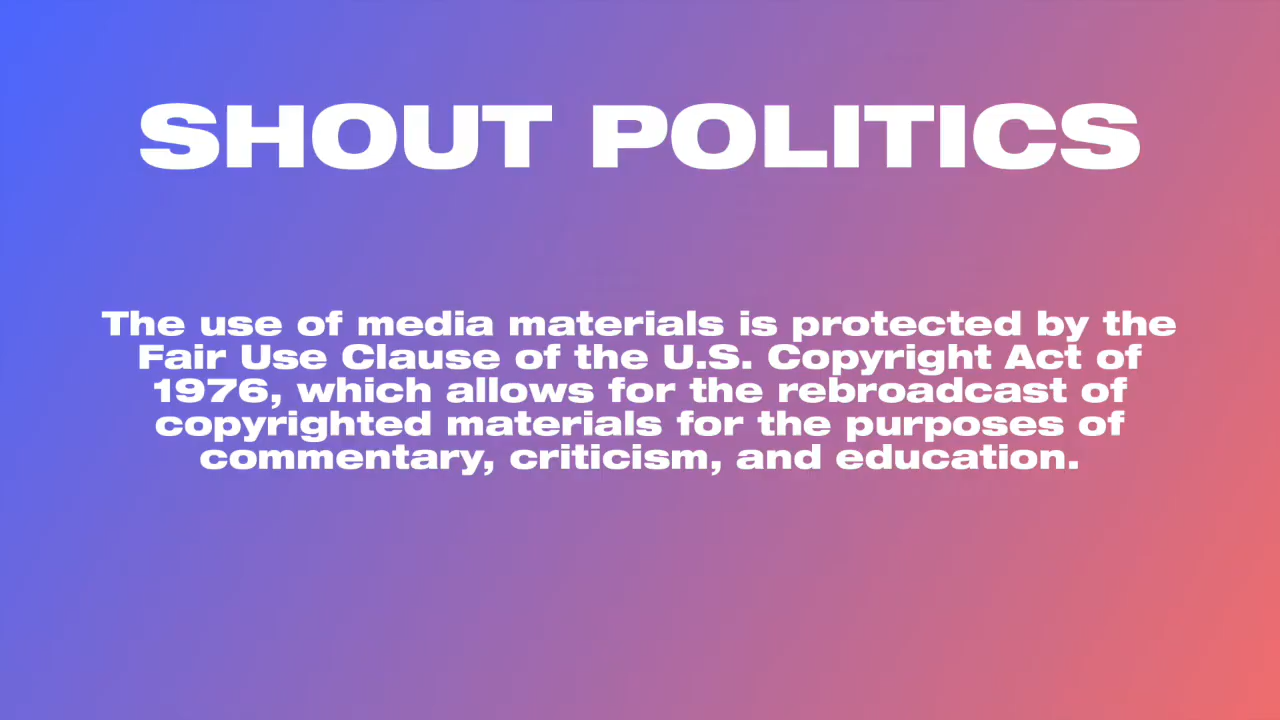 SHOUT POLITICS
The use of media materials is protected by the
Fair Use Clause of the U.S. Copyright Act of
1976, which allows for the rebroadcast of
copyrighted materials for the purposes of
commentary, criticism, and education.